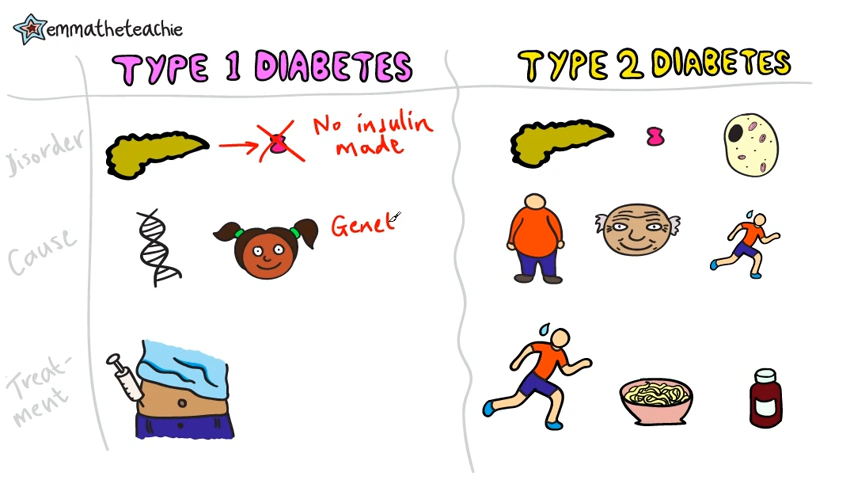 emmatheteachie
TYPE 1 DIABETES
TYPE 2 DIABETES
Disorder
No insulin
made
Cause
Genet
Treat-
ment